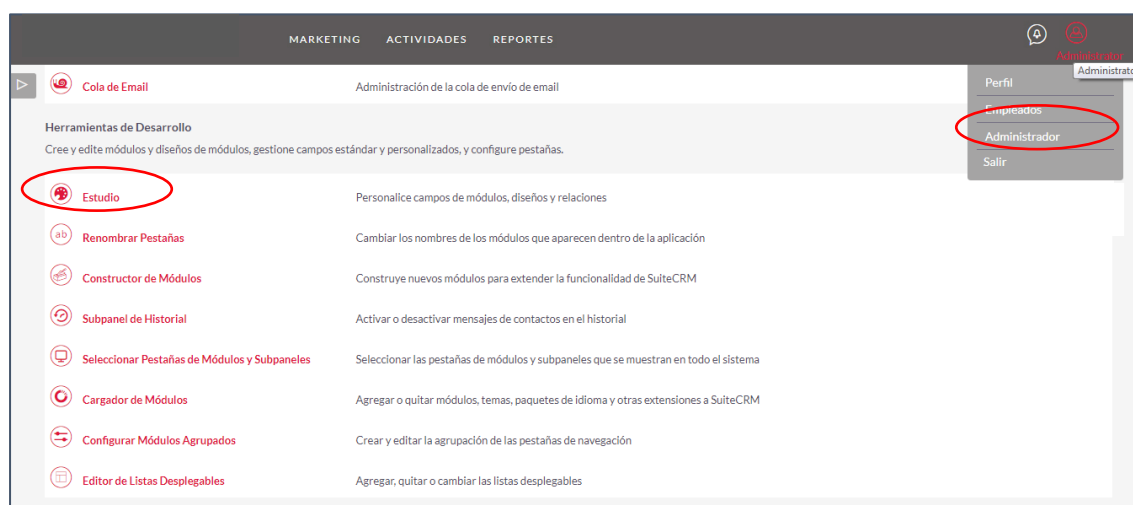 MARKETING ACTIVIDADES REPORTES
Administrator
Administrato
Perfil
Empleados
Administrador
Salir
Cola de Email Administración de la cola de envío de email
Herramientas de Desarrollo
Cree y edite módulos y diseños de módulos, gestione campos estándar y personalizados, y configure pestañas.
Estudio Personalice campos de módulos, diseños y relaciones
ab Renombrar Pestañas Cambiar los nombres de los módulos que aparecen dentro de la aplicación
Constructor de Módulos Construye nuevos módulos para extender la funcionalidad de SuiteCRM
Subpanel de Historial Activar o desactivar mensajes de contactos en el historial
Seleccionar Pestañas de Módulos y Subpaneles Seleccionar las pestañas de módulos y subpaneles que se muestran en todo el sistema
Cargador de Módulos Agregar o quitar módulos, temas, paquetes de idioma y otras extensiones a SuiteCRM
Configurar Módulos Agrupados Crear y editar la agrupación de las pestañas de navegación
Editor de Listas Desplegables Agregar, quitar o cambiar las listas desplegables